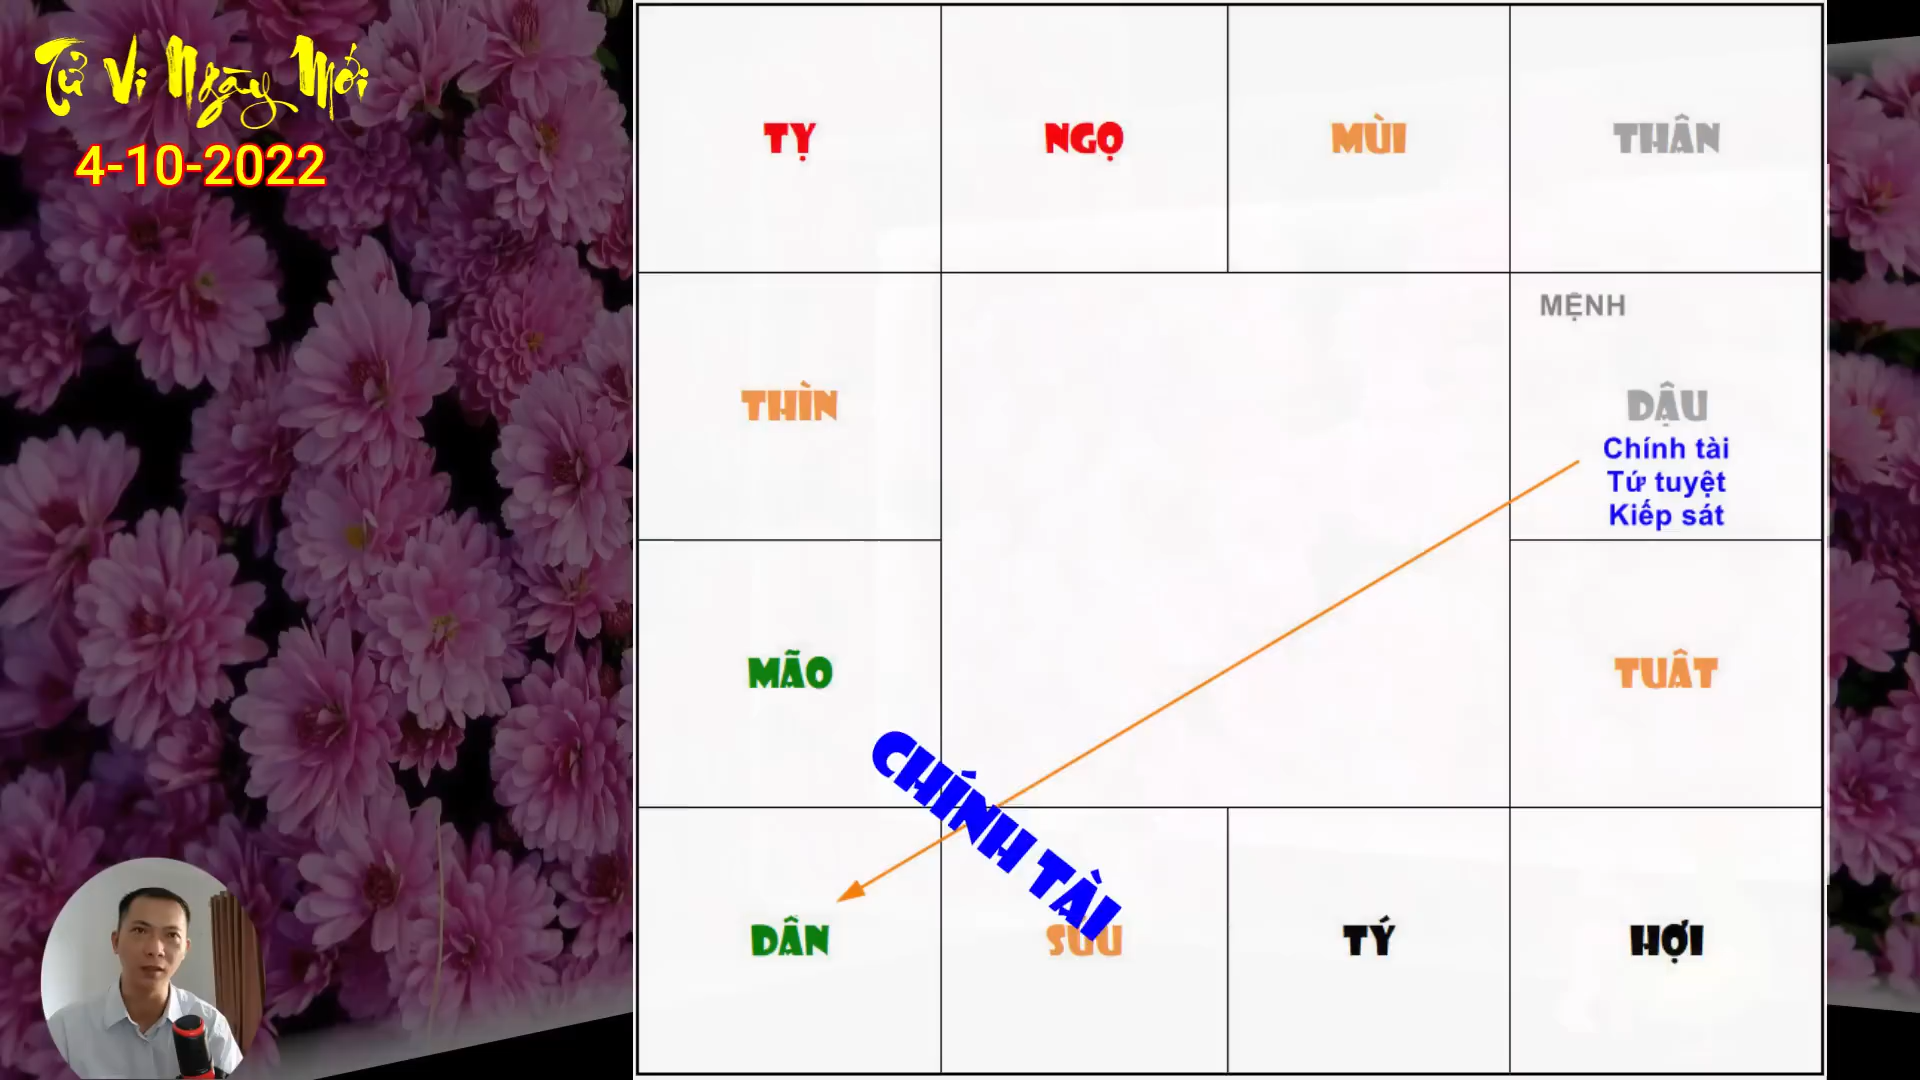 Tử Vi Ngày Mới
4-10-2022
TỴ
NGỌ
MÙI
THÂN
THÌN
MỆNH
DẬU
Chính tài
Tứ tuyệt
Kiếp sát
MÃO
TUẤT
CHÍNH TÀI
DẦN
SỬU
TÝ
HỢI